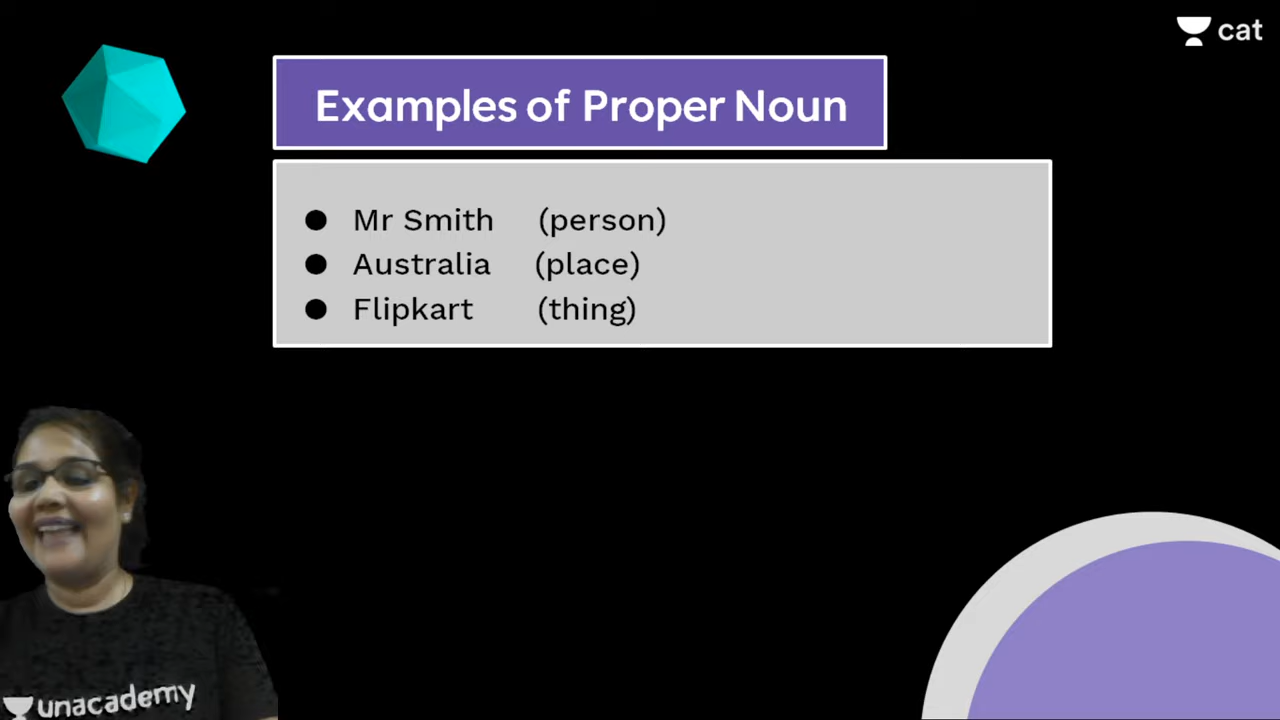 cat
Examples of Proper Noun
● Mr Smith (person)
● Australia (place)
● Flipkart (thing)
unacademy